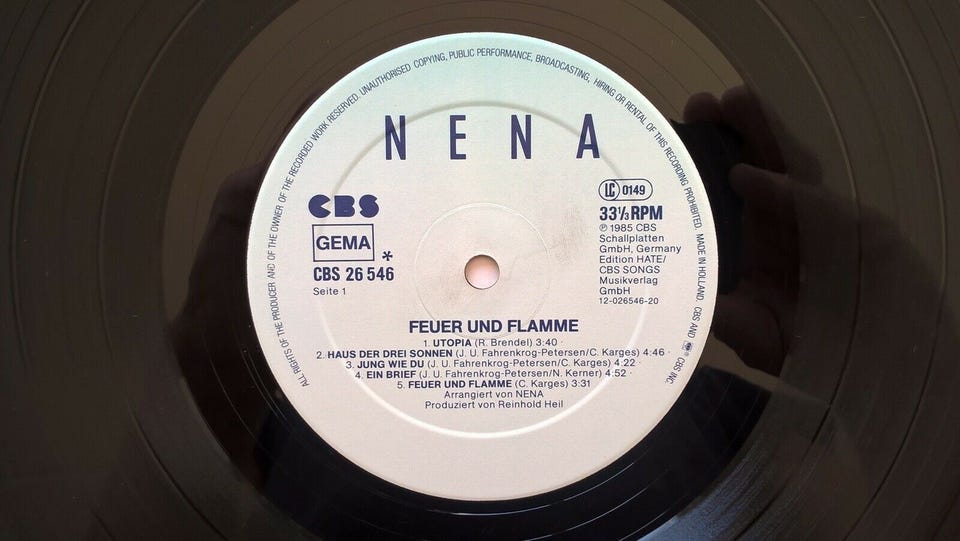 ALL RIGHTS OF THE PRODUCER AND OF THE OWNER OF THE RECORDED WORK RESERVED. UNAUTHORISED COPYING, PUBLIC PERFORMANCE, BROADCASTING, HIRING OR RENTAL OF THIS RECORDING PROHIBITED. MADE IN HOLLAND. CBS AND CBS INC.
NENA
CBS
GEMA *
CBS 26 546
Seite 1
LC 0149
33⅓ RPM
℗ 1985 CBS
Schallplatten
GmbH, Germany
Edition HATE/
CBS SONGS
Musikverlag
GmbH
12-026546-20
FEUER UND FLAMME
1. UTOPIA (R. Brendel) 3:40 ·
2. HAUS DER DREI SONNEN (J. U. Fahrenkrog-Petersen/C. Karges) 4:46 ·
3. JUNG WIE DU (J. U. Fahrenkrog-Petersen/C. Karges) 4:22 ·
4. EIN BRIEF (J. U. Fahrenkrog-Petersen/N. Kerner) 4:52 ·
5. FEUER UND FLAMME (C. Karges) 3:31
Arrangiert von NENA
Produziert von Reinhold Heil